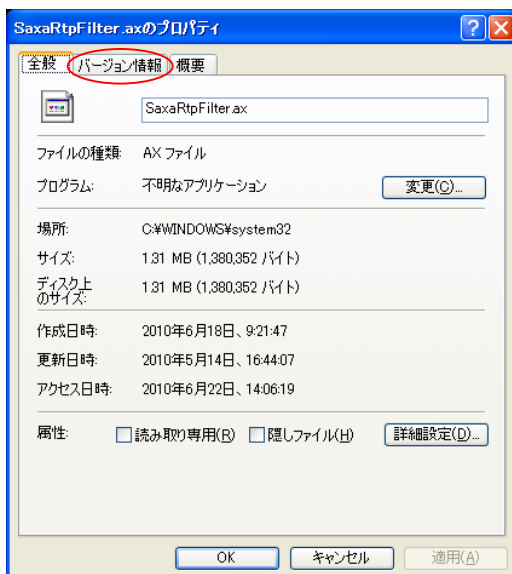 SaxaRtpFilter.axのプロパティ
全般 バージョン情報 概要
SaxaRtpFilter.ax
ファイルの種類: AX ファイル
プログラム: 不明なアプリケーション 変更(C)...
場所: C:¥WINDOWS¥system32
サイズ: 1.31 MB (1,380,352 バイト)
ディスク上
のサイズ: 1.31 MB (1,380,352 バイト)
作成日時: 2010年6月18日、9:21:47
更新日時: 2010年5月14日、16:44:07
アクセス日時: 2010年6月22日、14:06:19
属性: 読み取り専用(R) 隠しファイル(H) 詳細設定(D)...
OK キャンセル 適用(A)